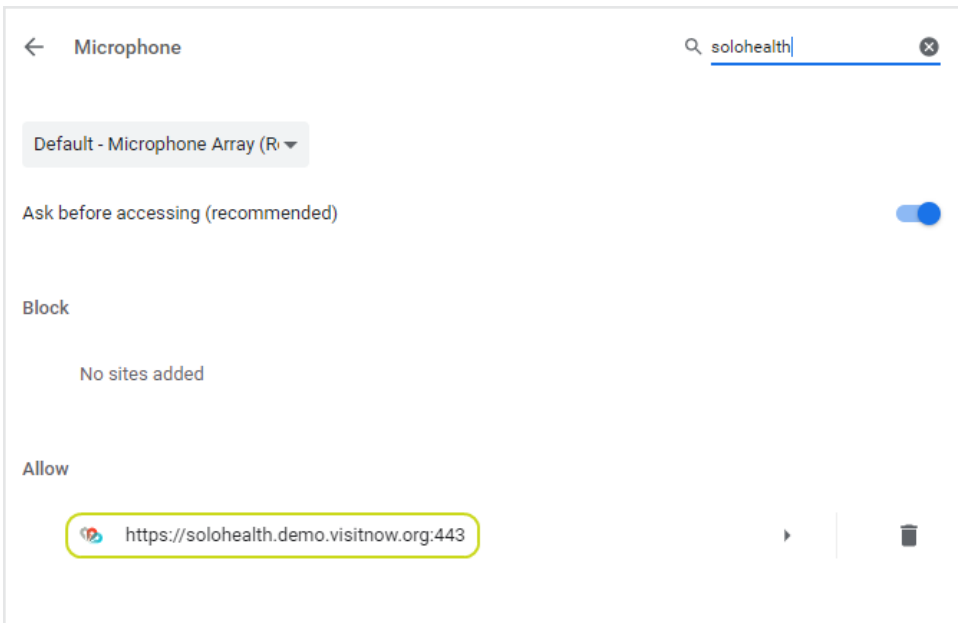 Microphone
solohealth
Default - Microphone Array (R
Ask before accessing (recommended)
Block
No sites added
Allow
https://solohealth.demo.visitnow.org:443